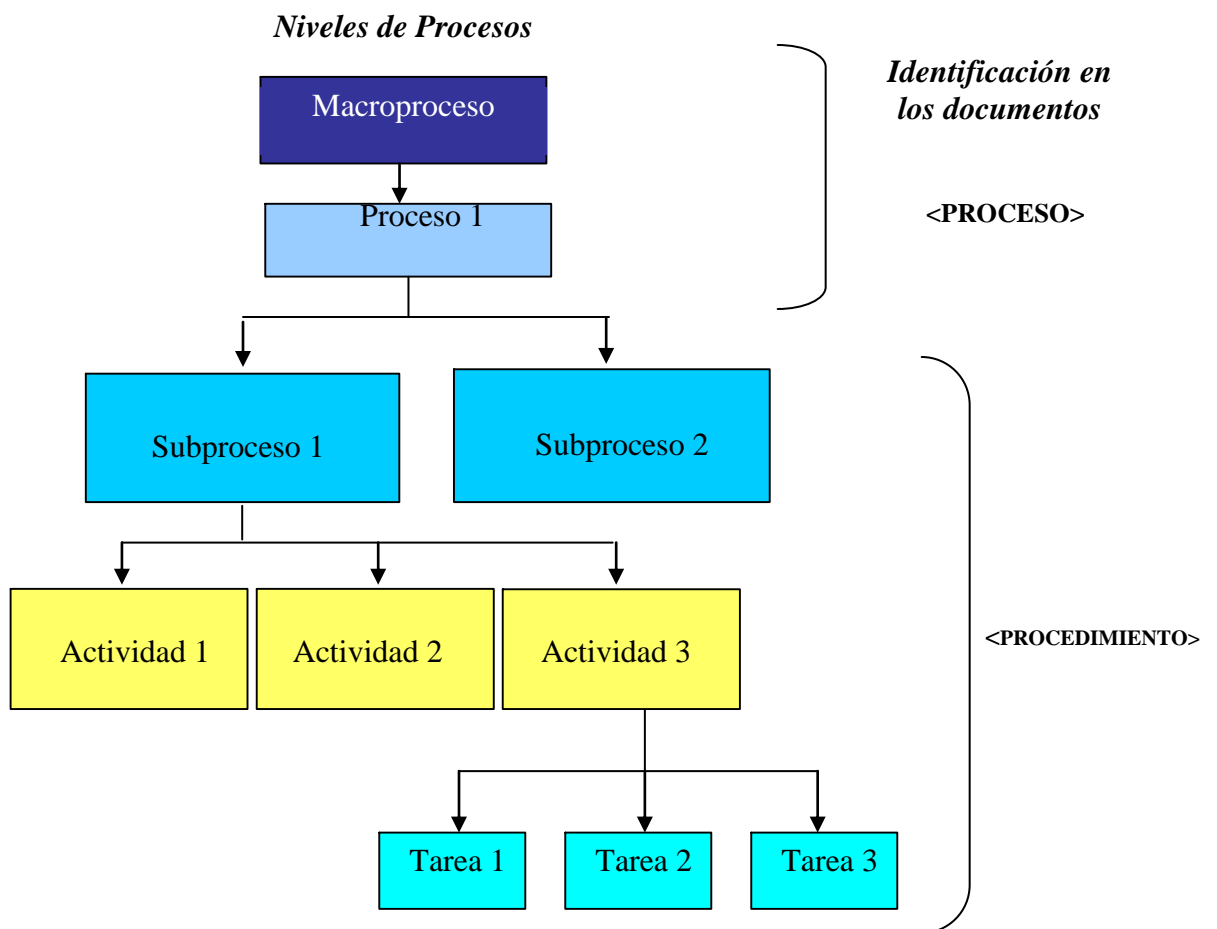 Niveles de Procesos
Identificación en
los documentos
Macroproceso
Proceso 1
<PROCESO>
Subproceso 1
Subproceso 2
Actividad 1
Actividad 2
Actividad 3
<PROCEDIMIENTO>
Tarea 1
Tarea 2
Tarea 3